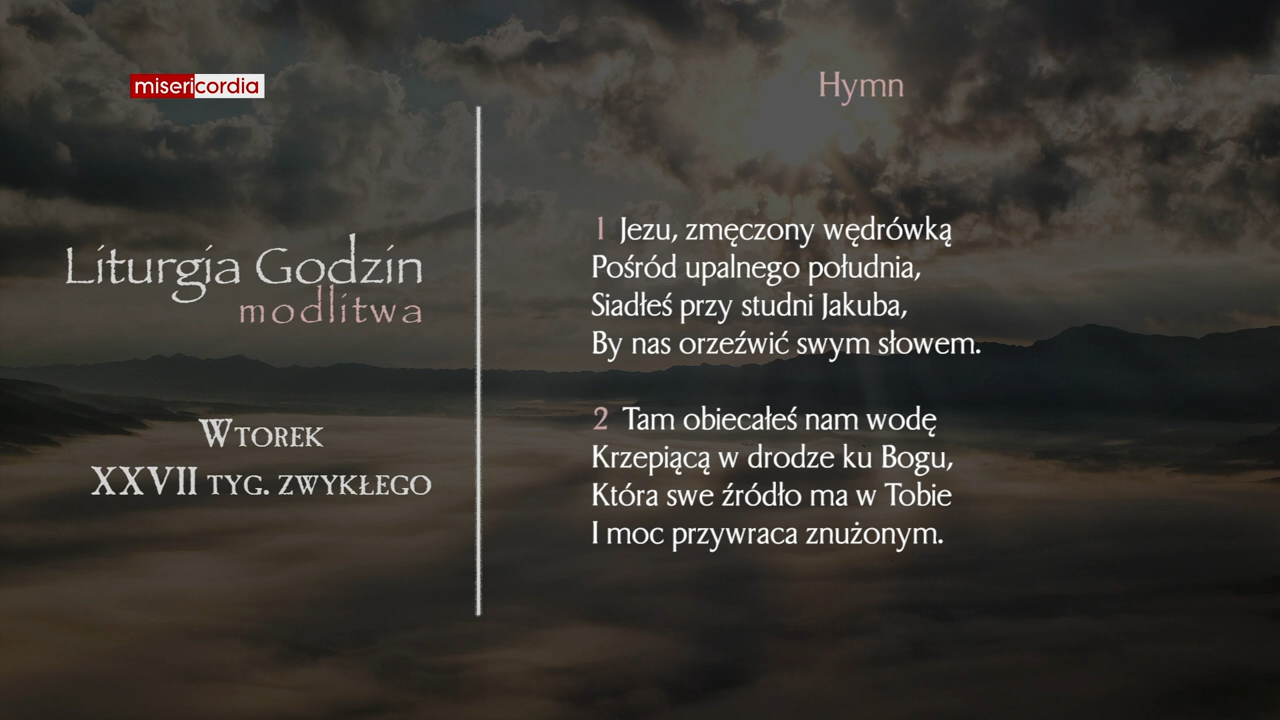 misericordia
Liturgia Godzin
modlitwa
Wtorek
XXVII tyg. zwykłego
Hymn
1 Jezu, zmęczony wędrówką
Pośród upalnego południa,
Siadłeś przy studni Jakuba,
By nas orzeźwić swym słowem.
2 Tam obiecałeś nam wodę
Krzepiącą w drodze ku Bogu,
Która swe źródło ma w Tobie
I moc przywraca znużonym.